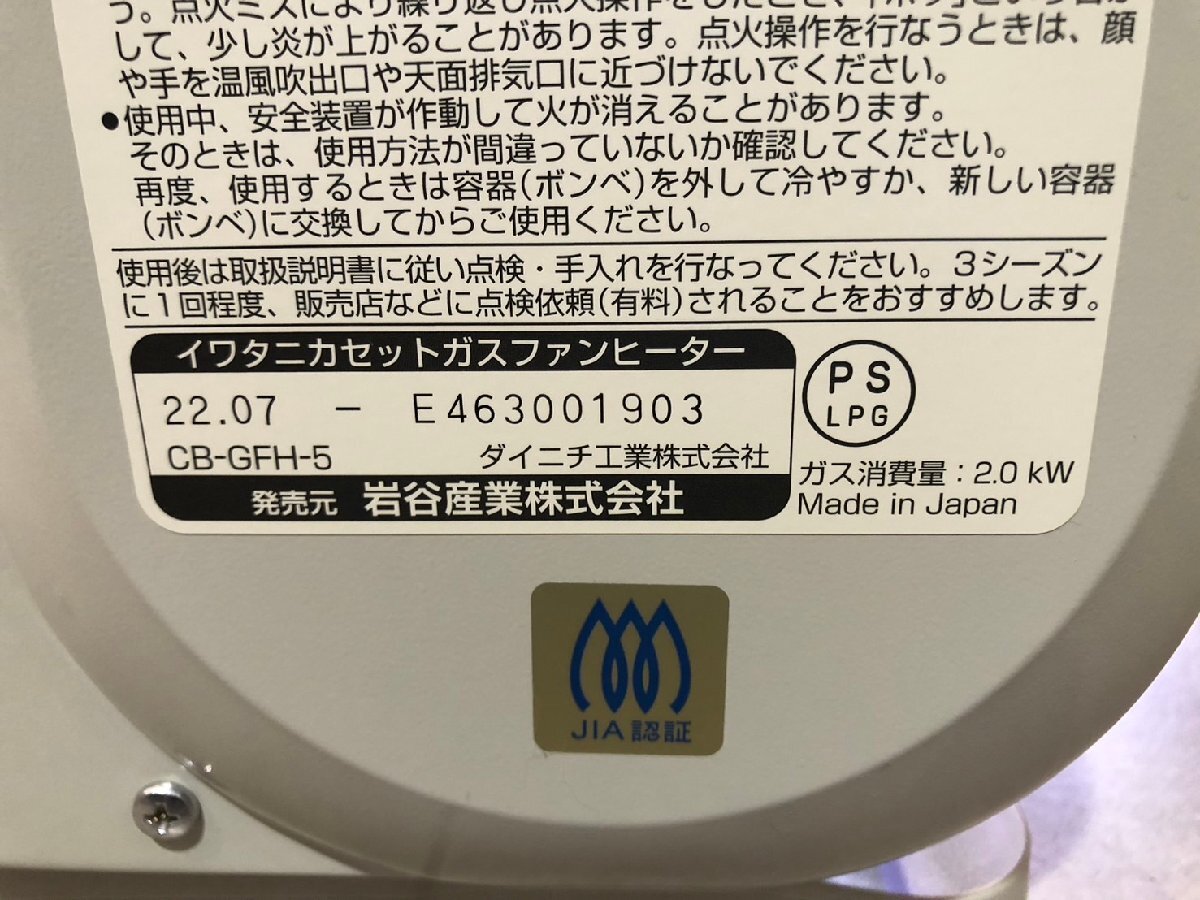 して、少し炎が上がることがあります。点火操作を行なうときは、顔
や手を温風吹出口や天面排気口に近づけないでください。
●使用中、安全装置が作動して火が消えることがあります。
そのときは、使用方法が間違っていないか確認してください。
再度、使用するときは容器(ボンベ)を外して冷やすか、新しい容器
(ボンベ)に交換してからご使用ください。
使用後は取扱説明書に従い点検・手入れを行なってください。3シーズン
に1回程度、販売店などに点検依頼(有料)されることをおすすめします。
イワタニカセットガスファンヒーター
22.07 - E463001903
CB-GFH-5 ダイニチ工業株式会社
発売元 岩谷産業株式会社
PS
LPG
ガス消費量：2.0 kW
Made in Japan
JIA認証